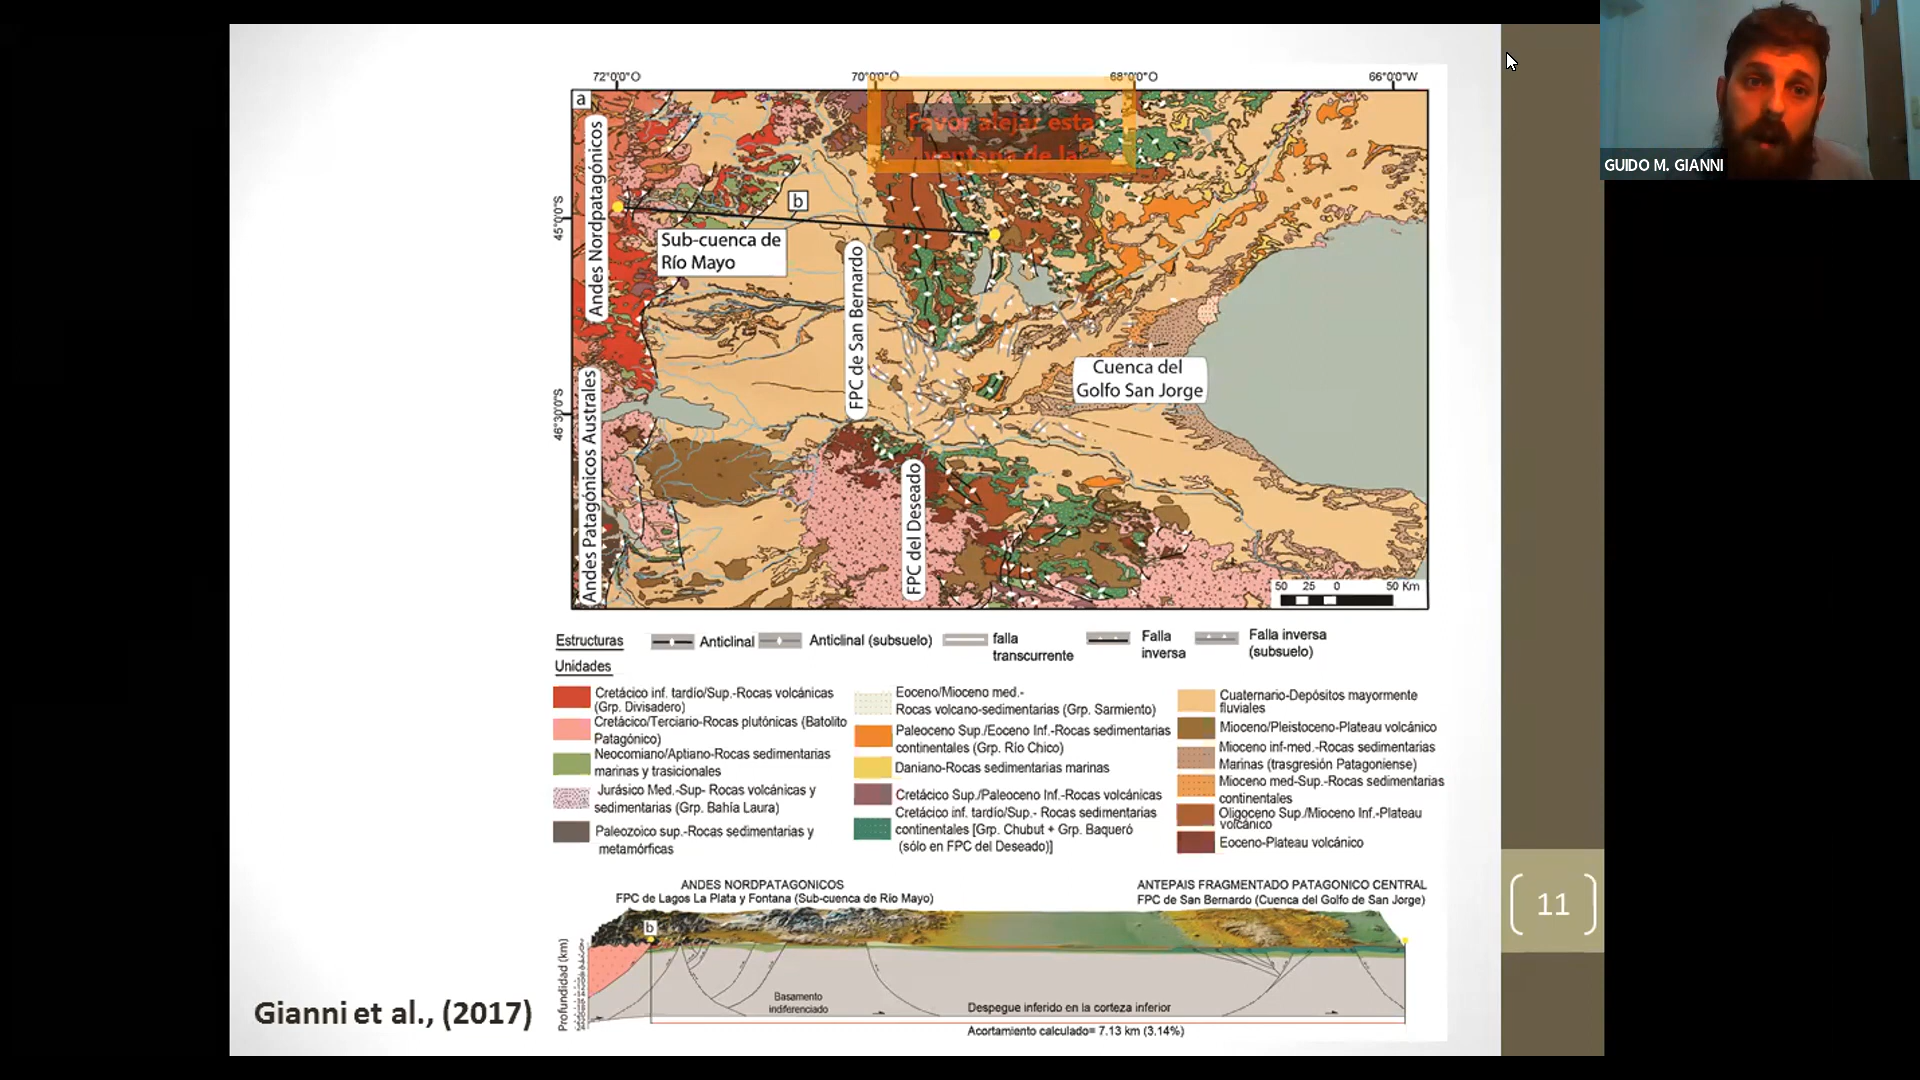 72°0'0"O
70°0'0"O
68°0'0"O
66°0'0"W
a
Favor alejar esta
ventana de la
GUIDO M. GIANNI
Andes Nordpatagónicos
b
45°0'0"S
Sub-cuenca de
Río Mayo
FPC de San Bernardo
Cuenca del
Golfo San Jorge
46°30'0"S
Andes Patagónicos Australes
FPC del Deseado
50 25 0 50 Km
Estructuras
Anticlinal
Anticlinal (subsuelo)
falla
transcurrente
Falla
inversa
Falla inversa
(subsuelo)
Unidades
Cretácico inf. tardío/Sup.-Rocas volcánicas
(Grp. Divisadero)
Cretácico/Terciario-Rocas plutónicas (Batolito
Patagónico)
Neocomiano/Aptiano-Rocas sedimentarias
marinas y trasicionales
Jurásico Med.-Sup- Rocas volcánicas y
sedimentarias (Grp. Bahía Laura)
Paleozoico sup.-Rocas sedimentarias y
metamórficas
Eoceno/Mioceno med.-
Rocas volcano-sedimentarias (Grp. Sarmiento)
Paleoceno Sup./Eoceno Inf.-Rocas sedimentarias
continentales (Grp. Río Chico)
Daniano-Rocas sedimentarias marinas
Cretácico Sup./Paleoceno Inf.-Rocas volcánicas
Cretácico inf. tardío/Sup.- Rocas sedimentarias
continentales [Grp. Chubut + Grp. Baqueró
(sólo en FPC del Deseado)]
Cuaternario-Depósitos mayormente
fluviales
Mioceno/Pleistoceno-Plateau volcánico
Mioceno inf-med.-Rocas sedimentarias
Marinas (trasgresión Patagoniense)
Mioceno med-Sup.-Rocas sedimentarias
continentales
Oligoceno Sup./Mioceno Inf.-Plateau
volcánico
Eoceno-Plateau volcánico
ANDES NORDPATAGONICOS
FPC de Lagos La Plata y Fontana (Sub-cuenca de Río Mayo)
ANTEPAIS FRAGMENTADO PATAGONICO CENTRAL
FPC de San Bernardo (Cuenca del Golfo de San Jorge)
11
b
Profundidad (km)
Basamento
indiferenciado
Despegue inferido en la corteza inferior
Acortamiento calculado= 7.13 km (3.14%)
Gianni et al., (2017)